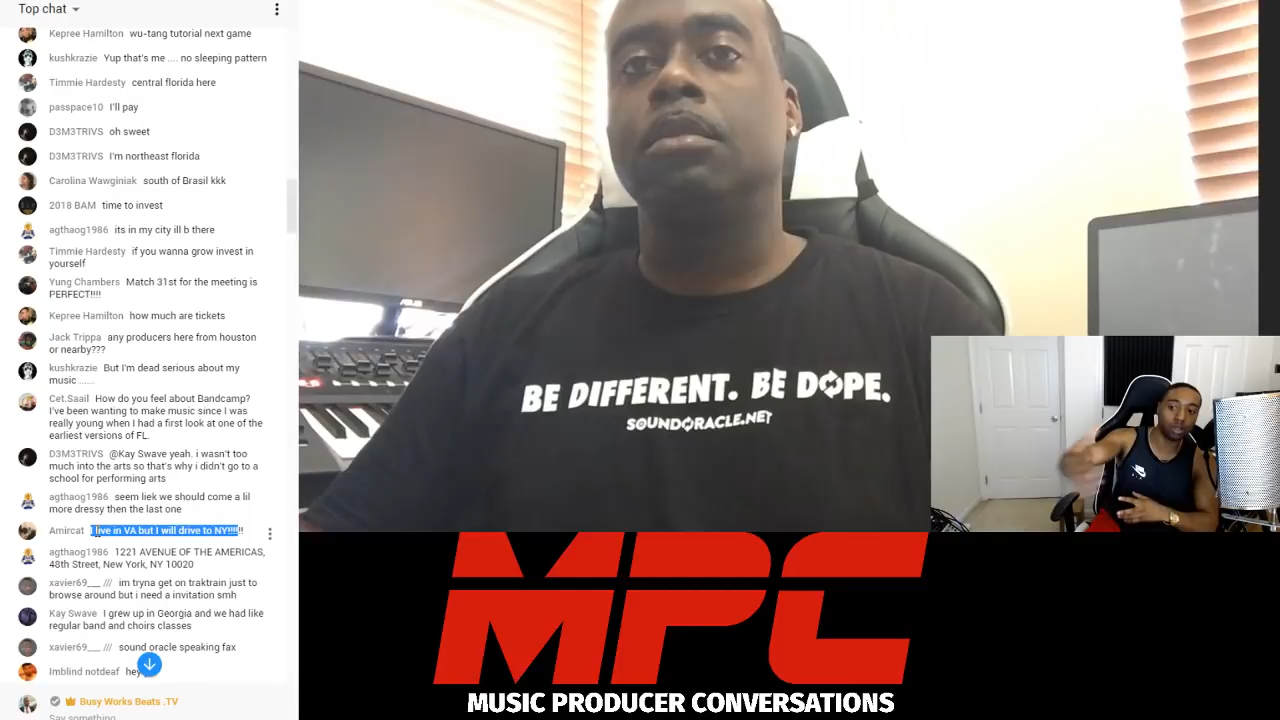 Top chat
Kepree Hamilton wu-tang tutorial next game
kushkrazie Yup that's me .... no sleeping pattern
Timmie Hardesty central florida here
passpace10 I'll pay
D3M3TRIVS oh sweet
D3M3TRIVS I'm northeast florida
Carolina Wawginiak south of Brasil kkk
2018 BAM time to invest
agthaog1986 its in my city ill b there
Timmie Hardesty if you wanna grow invest in
yourself
Yung Chambers Match 31st for the meeting is
PERFECT!!!!
Kepree Hamilton how much are tickets
Jack Trippa any producers here from houston
or nearby???
kushkrazie But I'm dead serious about my
music ......
Cet.Saail How do you feel about Bandcamp?
I've been wanting to make music since I was
really young when I had a first look at one of the
earliest versions of FL.
D3M3TRIVS @Kay Swave yeah. i wasn't too
much into the arts so that's why i didn't go to a
school for performing arts
agthaog1986 seem liek we should come a lil
more dressy then the last one
Amircat I live in VA but I will drive to NY!!!!!!
agthaog1986 1221 AVENUE OF THE AMERICAS,
48th Street, New York, NY 10020
xavier69___ /// im tryna get on traktrain just to
browse around but i need a invitation smh
Kay Swave I grew up in Georgia and we had like
regular band and choirs classes
xavier69___ /// sound oracle speaking fax
Imblind notdeaf
Busy Works Beats .TV
Say something...
ASUS
BE DIFFERENT. BE DOPE.
SOUNDORACLE.NET
MPC
MUSIC PRODUCER CONVERSATIONS